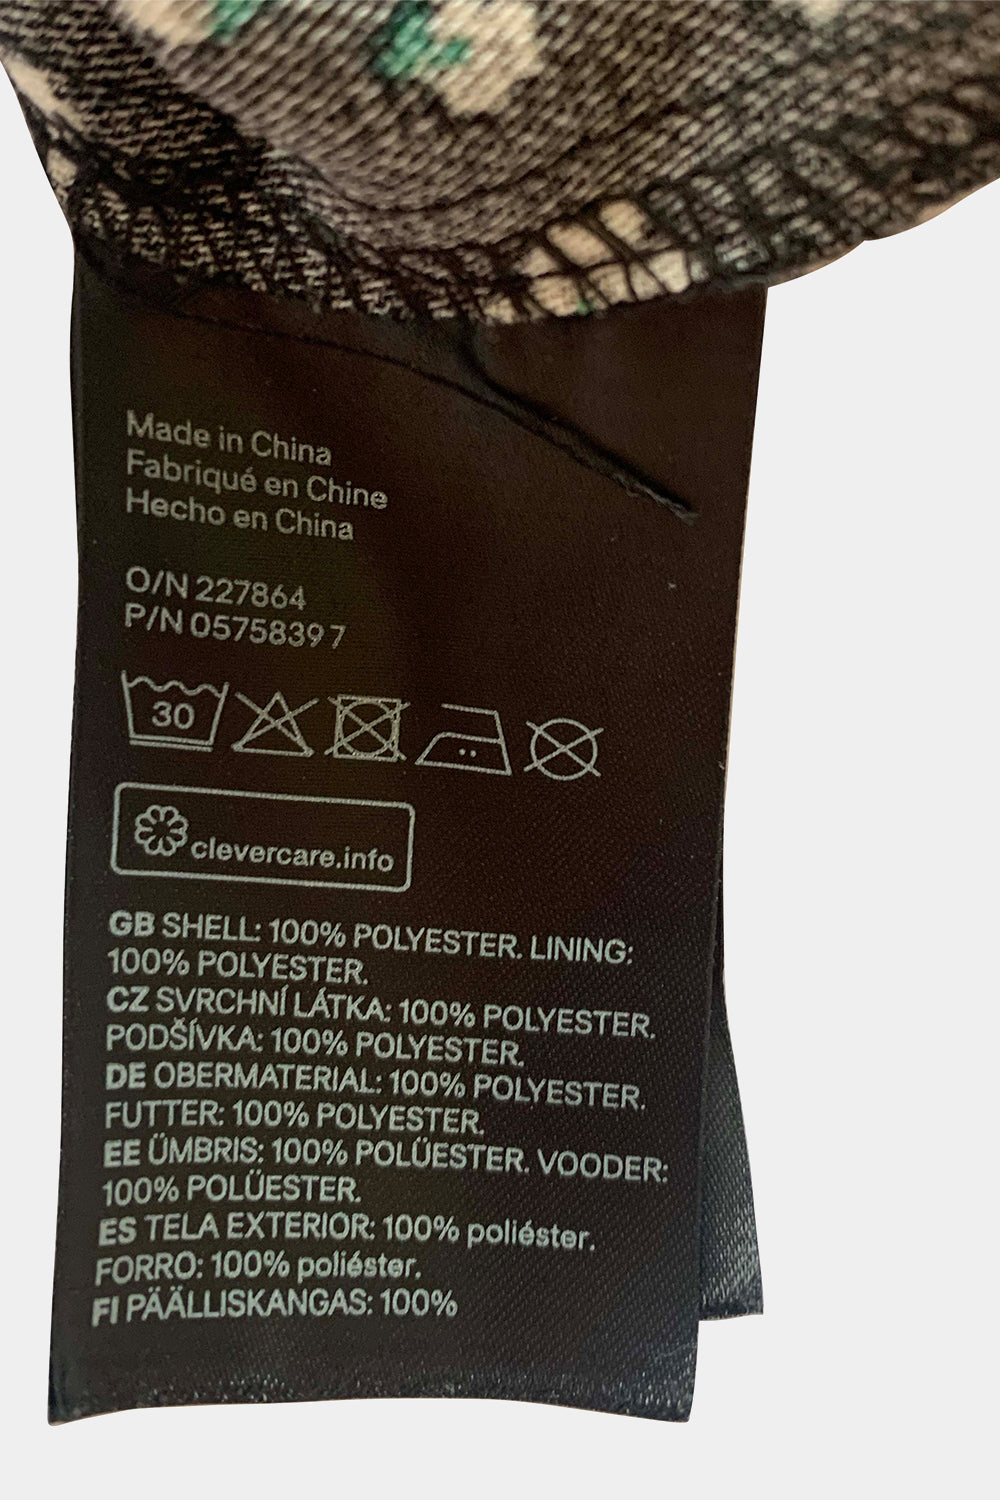 Made in China
Fabriqué en Chine
Hecho en China
O/N 227864
P/N 05758397
30
clevercare.info
GB SHELL: 100% POLYESTER. LINING:
100% POLYESTER.
CZ SVRCHNÍ LÁTKA: 100% POLYESTER.
PODŠÍVKA: 100% POLYESTER.
DE OBERMATERIAL: 100% POLYESTER.
FUTTER: 100% POLYESTER.
EE ÜMBRIS: 100% POLÜESTER. VOODER:
100% POLÜESTER.
ES TELA EXTERIOR: 100% poliéster.
FORRO: 100% poliéster.
FI PÄÄLLISKANGAS: 100%